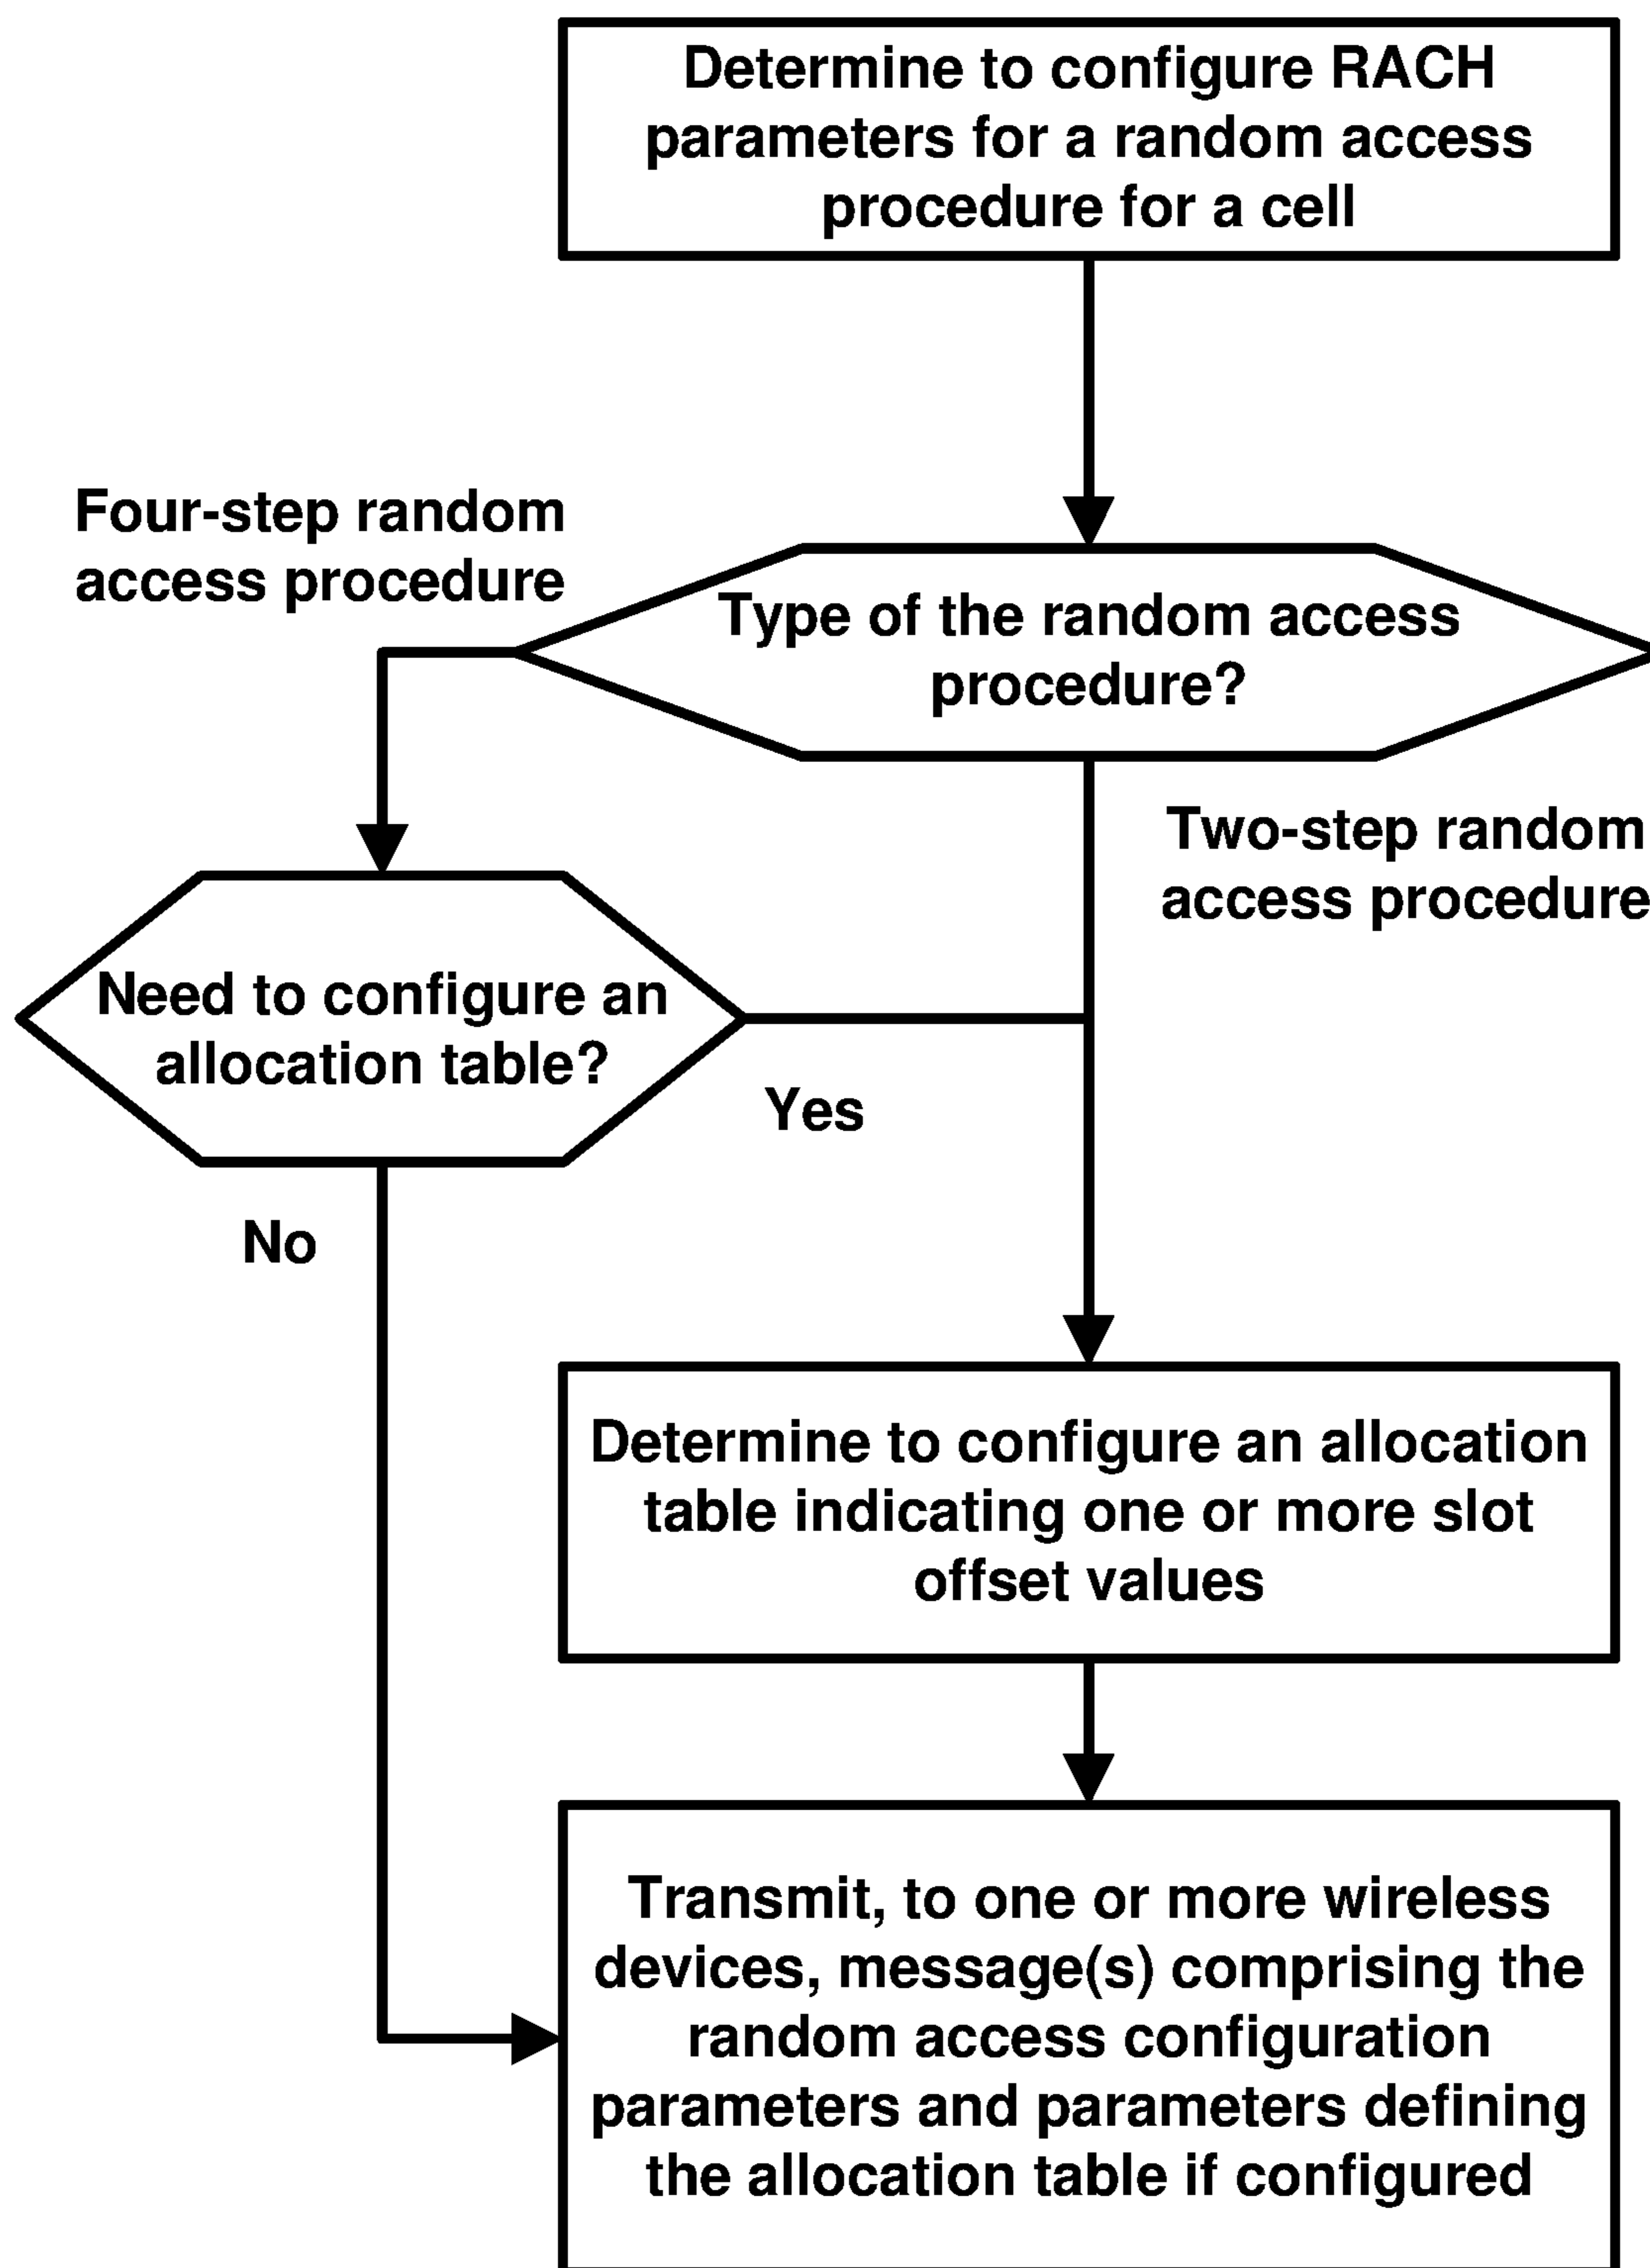 Determine to configure RACH
parameters for a random access
procedure for a cell
Four-step random
access procedure
Type of the random access
procedure?
Two-step random
access procedure
Need to configure an
allocation table?
Yes
No
Determine to configure an allocation
table indicating one or more slot
offset values
Transmit, to one or more wireless
devices, message(s) comprising the
random access configuration
parameters and parameters defining
the allocation table if configured